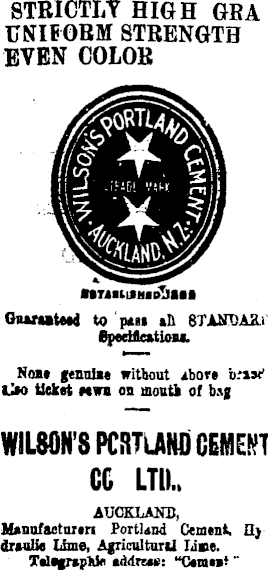 STRICTLY HIGH GRA
UNIFORM STRENGTH
EVEN COLOR
WILSON'S PORTLAND CEMENT.
TRADE MARK
AUCKLAND, N.Z.
ESTABLISHED
Guaranteed to pass all STANDAR
Specifications.
None genuine without above b
also ticket sewn on mouth of bag
WILSON'S PORTLAND CEMENT
CO LTD.,
AUCKLAND,
Manufacturers Portland Cement, Hy
draulic Lime, Agricultural Lime.
Telegraphic address: "Cement"